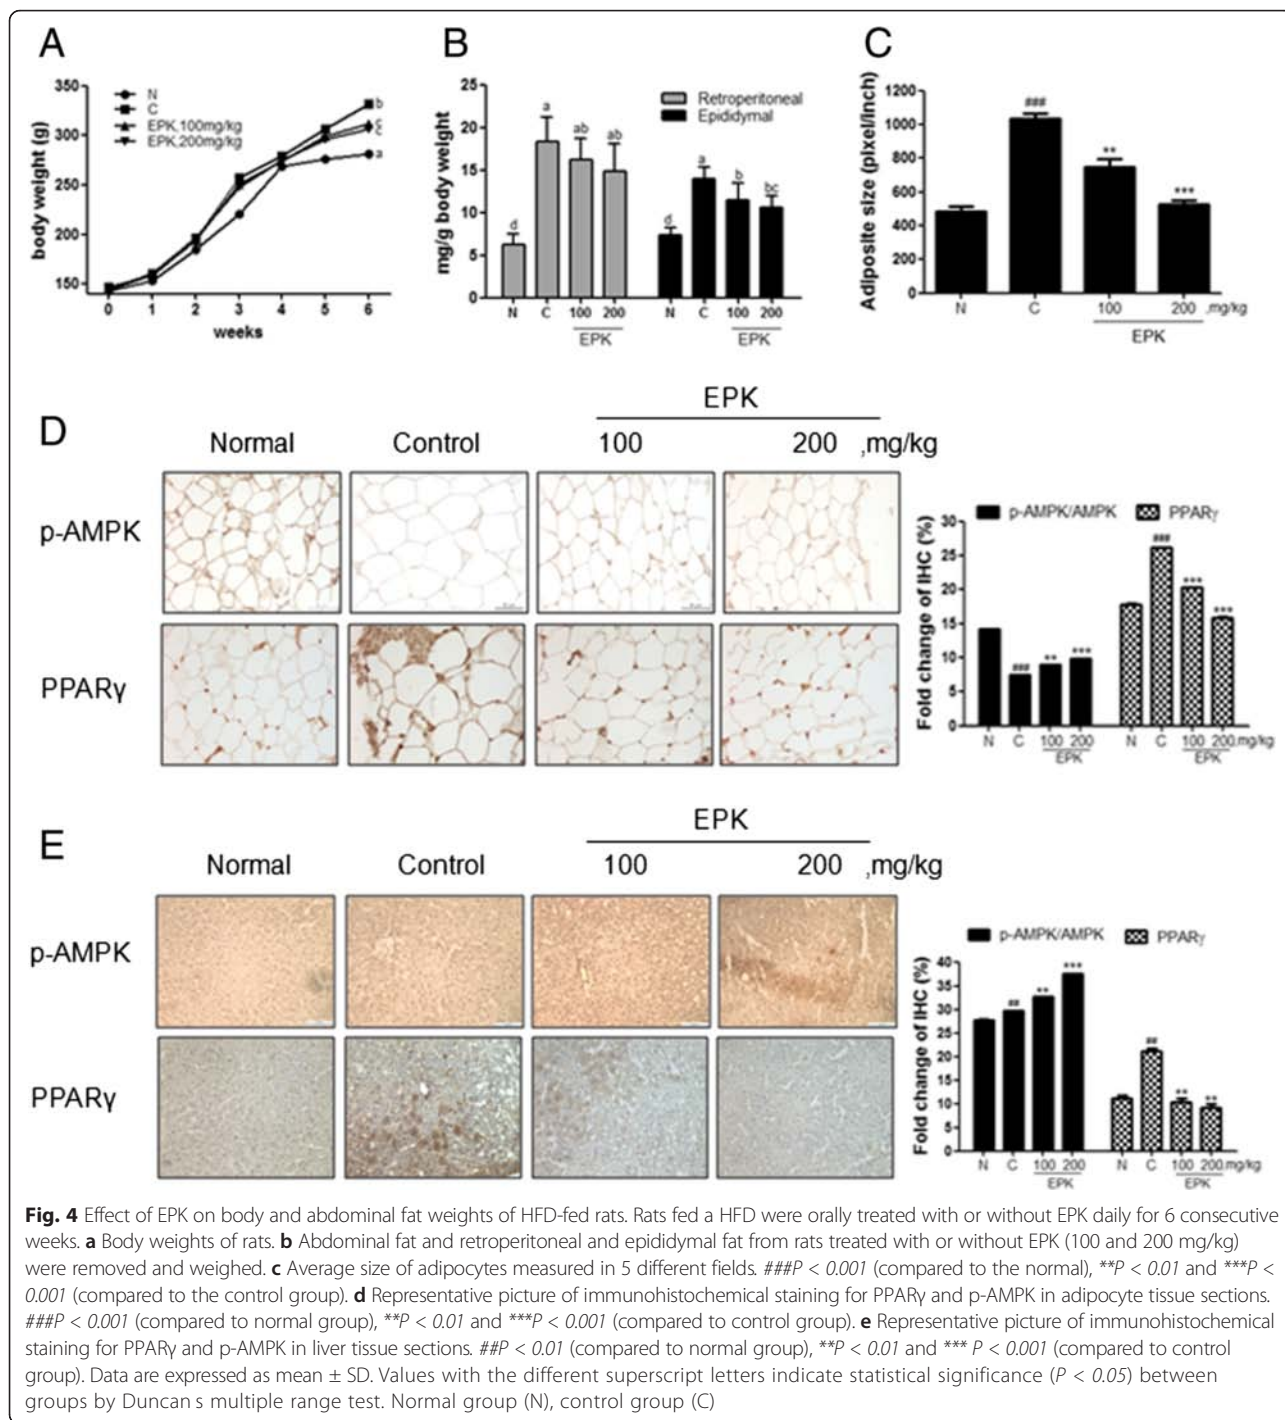 A
350
300
250
200
150
body weight (g)
N
C
EPK,100mg/kg
EPK,200mg/kg
b
c
c
a
0 1 2 3 4 5 6
weeks
B
25
20
15
10
5
0
mg/g body weight
Retroperitoneal
Epididymal
d a ab ab d a b bc
N C 100 200 N C 100 200
EPK EPK
C
1200
1000
800
600
400
200
0
Adiposite size (pixel/inch)
###
**
***
N C 100 200 ,mg/kg
EPK
EPK
D
Normal Control 100 200 ,mg/kg
p-AMPK
PPARγ
p-AMPK/AMPK PPARγ
30
25
20
15
10
5
0
Fold change of IHC (%)
### ** *** ### *** ***
N C 100 200 N C 100 200,mg/kg
EPK EPK
EPK
E
Normal Control 100 200 ,mg/kg
p-AMPK
PPARγ
p-AMPK/AMPK PPARγ
40
35
30
25
20
15
10
5
0
Fold change of IHC (%)
## ** *** ## ** **
N C 100 200 N C 100 200,mg/kg
EPK EPK
Fig. 4 Effect of EPK on body and abdominal fat weights of HFD-fed rats. Rats fed a HFD were orally treated with or without EPK daily for 6 consecutive
weeks. a Body weights of rats. b Abdominal fat and retroperitoneal and epididymal fat from rats treated with or without EPK (100 and 200 mg/kg)
were removed and weighed. c Average size of adipocytes measured in 5 different fields. ###P < 0.001 (compared to the normal), **P < 0.01 and ***P <
0.001 (compared to the control group). d Representative picture of immunohistochemical staining for PPARγ and p-AMPK in adipocyte tissue sections.
###P < 0.001 (compared to normal group), **P < 0.01 and ***P < 0.001 (compared to control group). e Representative picture of immunohistochemical
staining for PPARγ and p-AMPK in liver tissue sections. ##P < 0.01 (compared to normal group), **P < 0.01 and *** P < 0.001 (compared to control
group). Data are expressed as mean ± SD. Values with the different superscript letters indicate statistical significance (P < 0.05) between
groups by Duncan s multiple range test. Normal group (N), control group (C)